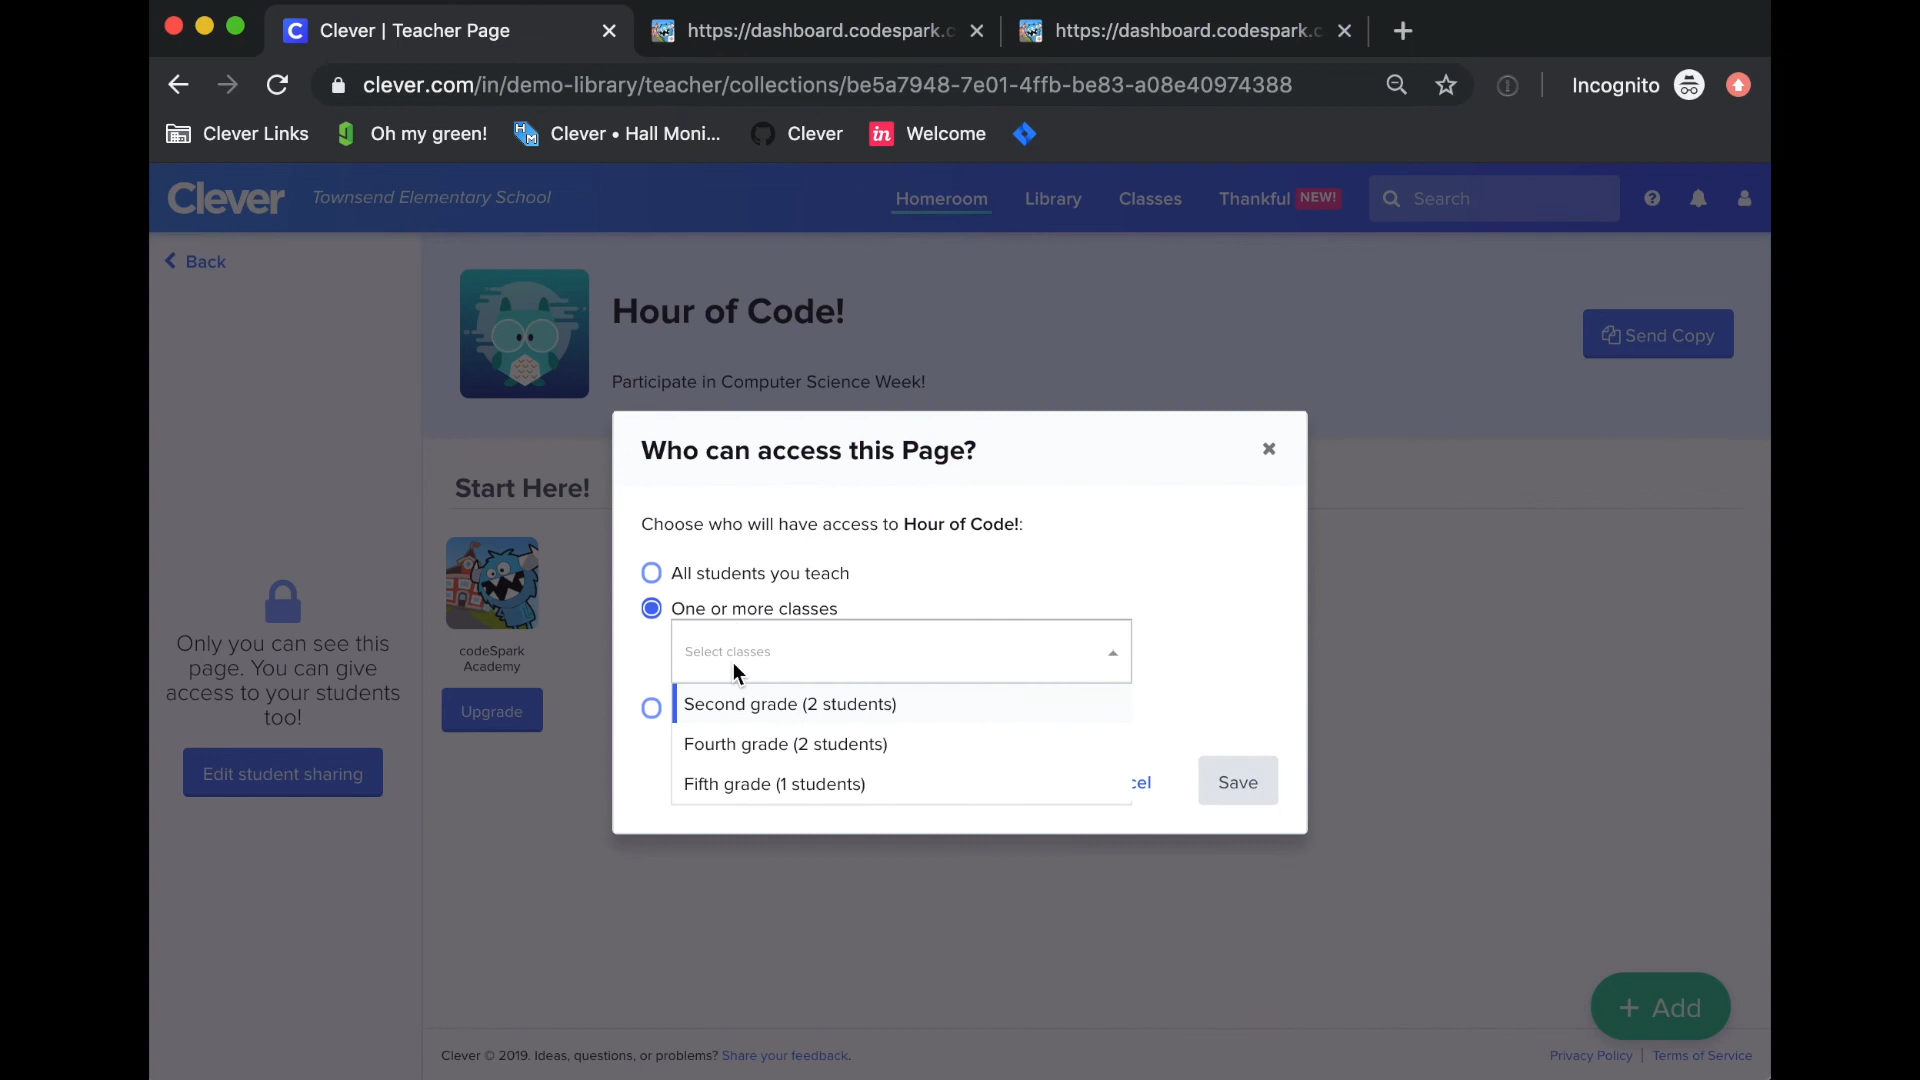 Clever | Teacher Page
https://dashboard.codespark.c
https://dashboard.codespark.c
clever.com/in/demo-library/teacher/collections/be5a7948-7e01-4ffb-be83-a08e40974388
Incognito
Clever Links
Oh my green!
Clever • Hall Moni...
Clever
in Welcome
Clever
Townsend Elementary School
Homeroom
Library
Classes
Thankful NEW!
Search
Back
Hour of Code!
Send Copy
Participate in Computer Science Week!
Who can access this Page?
Start Here!
Choose who will have access to Hour of Code!:
All students you teach
One or more classes
Select classes
Second grade (2 students)
Fourth grade (2 students)
Fifth grade (1 students)
cel
Save
codeSpark
Academy
Upgrade
Only you can see this
page. You can give
access to your students
too!
Edit student sharing
+ Add
Clever © 2019. Ideas, questions, or problems? Share your feedback.
Privacy Policy | Terms of Service